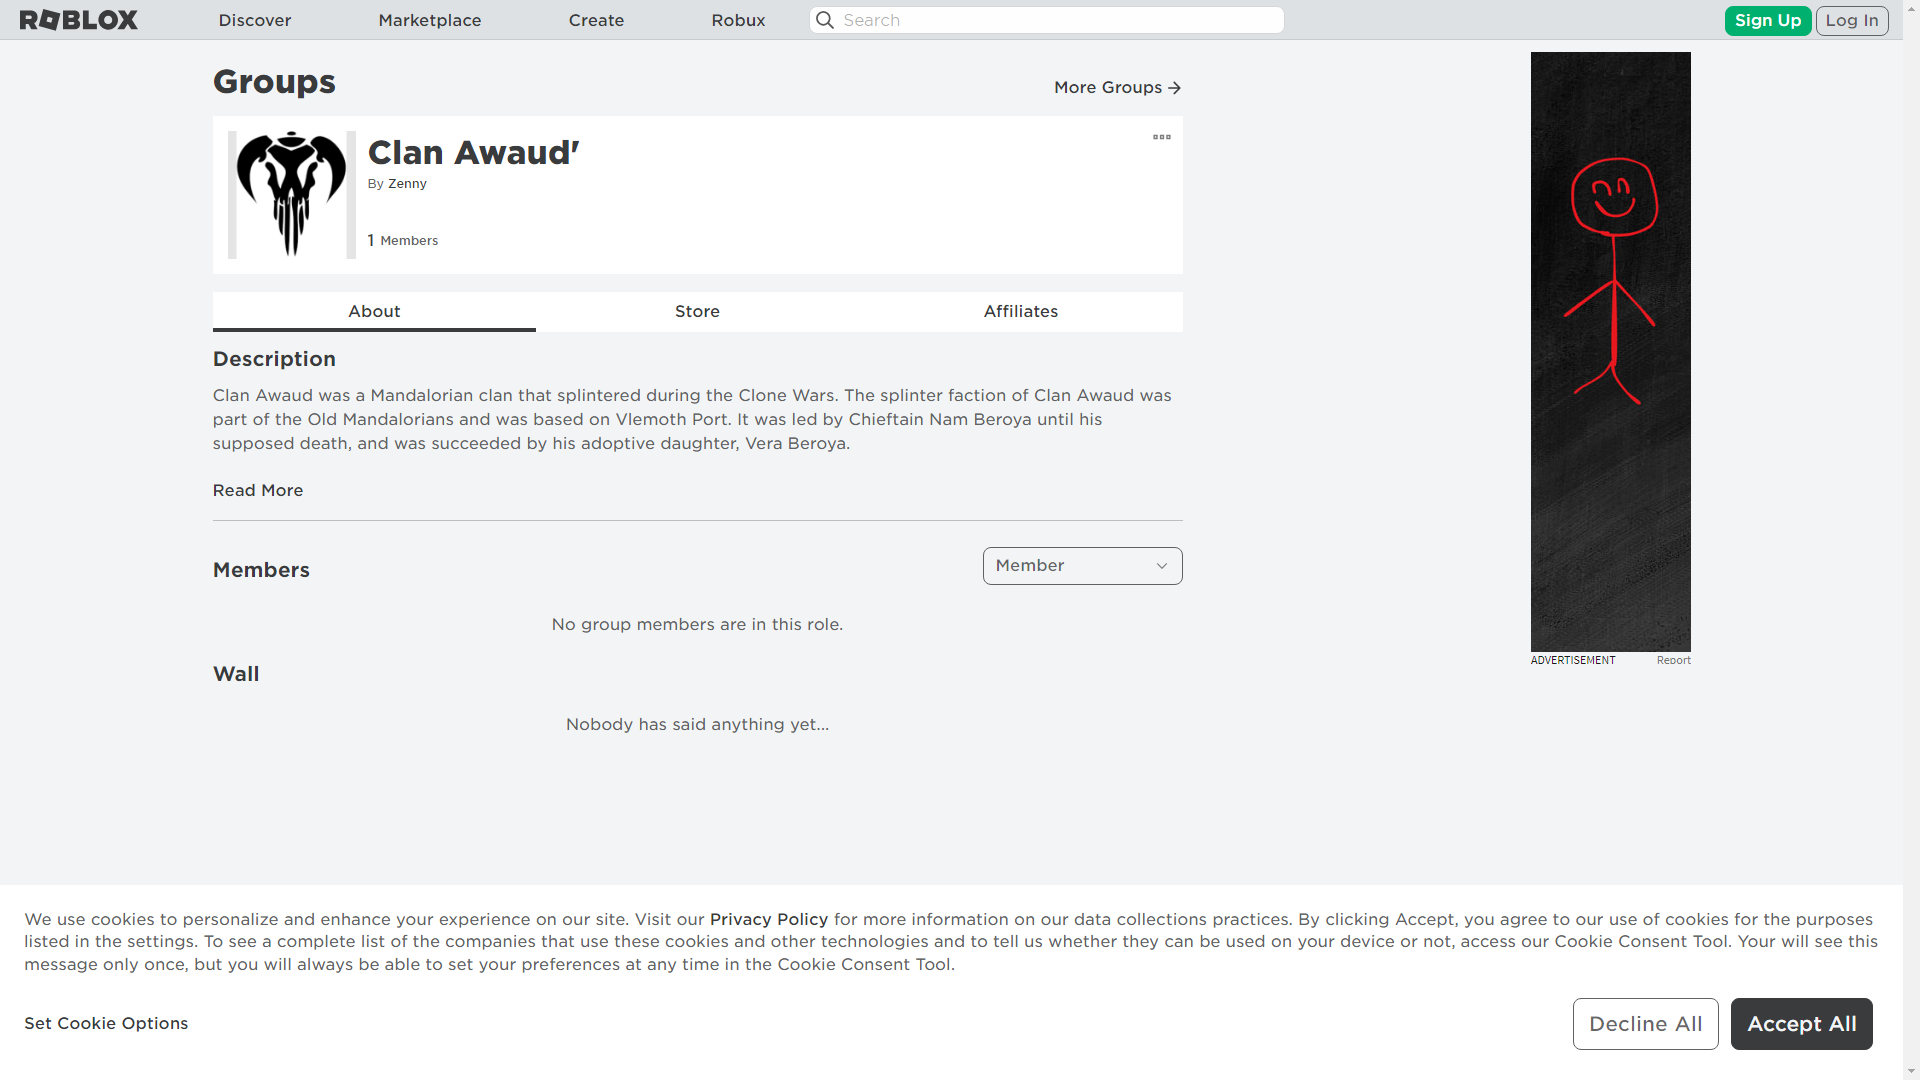 ROBLOX
Discover
Marketplace
Create
Robux
Search
Sign Up
Log In
Groups
More Groups
Clan Awaud'
By Zenny
1 Members
About
Store
Affiliates
Description
Clan Awaud was a Mandalorian clan that splintered during the Clone Wars. The splinter faction of Clan Awaud was
part of the Old Mandalorians and was based on Vlemoth Port. It was led by Chieftain Nam Beroya until his
supposed death, and was succeeded by his adoptive daughter, Vera Beroya.
Read More
Members
Member
No group members are in this role.
Wall
Nobody has said anything yet...
ADVERTISEMENT
Report
We use cookies to personalize and enhance your experience on our site. Visit our Privacy Policy for more information on our data collections practices. By clicking Accept, you agree to our use of cookies for the purposes
listed in the settings. To see a complete list of the companies that use these cookies and other technologies and to tell us whether they can be used on your device or not, access our Cookie Consent Tool. Your will see this
message only once, but you will always be able to set your preferences at any time in the Cookie Consent Tool.
Set Cookie Options
Decline All
Accept All